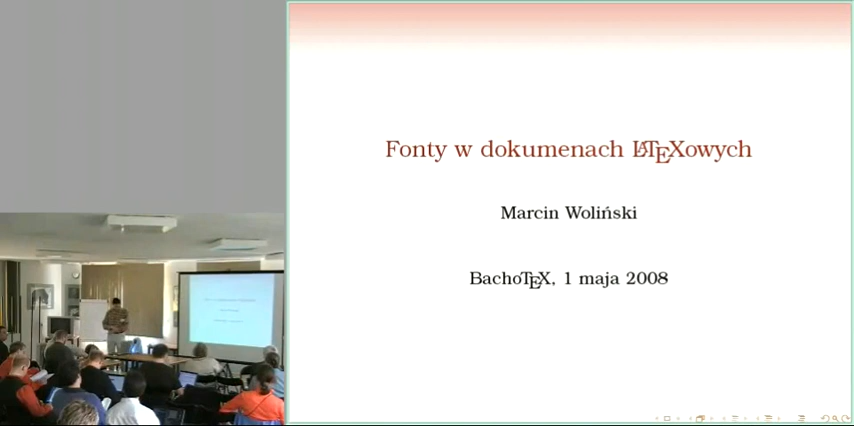 Fonty w dokumenach LATEXowych
Marcin Woliński
BachoTEX, 1 maja 2008